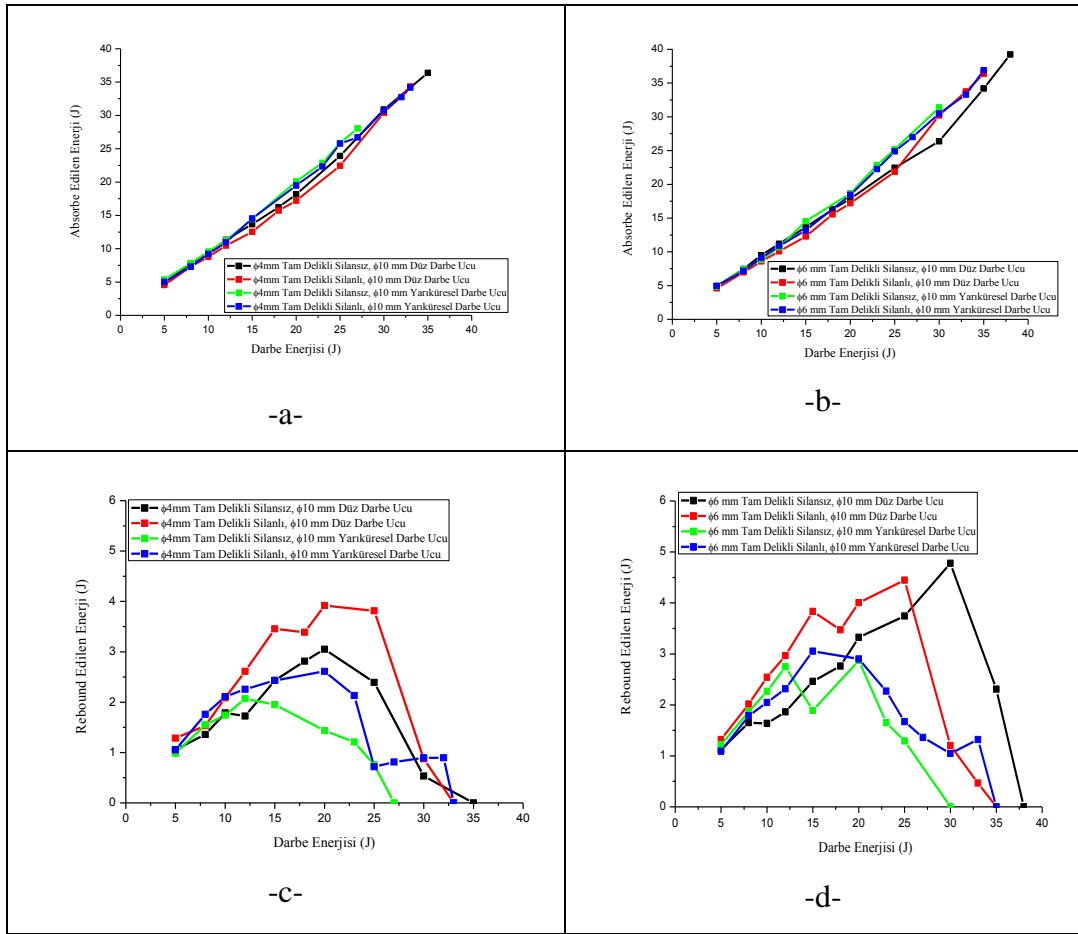 40
35
30
25
20
15
10
5
0
Absorbe Edilen Enerji (J)
ϕ4mm Tam Delikli Silansız, ϕ10 mm Düz Darbe Ucu
ϕ4mm Tam Delikli Silanlı, ϕ10 mm Düz Darbe Ucu
ϕ4mm Tam Delikli Silansız, ϕ10 mm Yarıküresel Darbe Ucu
ϕ4mm Tam Delikli Silanlı, ϕ10 mm Yarıküresel Darbe Ucu
0 5 10 15 20 25 30 35 40
Darbe Enerjisi (J)
-a-
40
35
30
25
20
15
10
5
0
Absorbe Edilen Enerji (J)
ϕ6 mm Tam Delikli Silansız, ϕ10 mm Düz Darbe Ucu
ϕ6 mm Tam Delikli Silanlı, ϕ10 mm Düz Darbe Ucu
ϕ6 mm Tam Delikli Silansız, ϕ10 mm Yarıküresel Darbe Ucu
ϕ6 mm Tam Delikli Silanlı, ϕ10 mm Yarıküresel Darbe Ucu
0 5 10 15 20 25 30 35 40
Darbe Enerjisi (J)
-b-
6
5
4
3
2
1
0
Rebound Edilen Enerji (J)
ϕ4mm Tam Delikli Silansız, ϕ10 mm Düz Darbe Ucu
ϕ4mm Tam Delikli Silanlı, ϕ10 mm Düz Darbe Ucu
ϕ4mm Tam Delikli Silansız, ϕ10 mm Yarıküresel Darbe Ucu
ϕ4mm Tam Delikli Silanlı, ϕ10 mm Yarıküresel Darbe Ucu
0 5 10 15 20 25 30 35 40
Darbe Enerjisi (J)
-c-
6
5
4
3
2
1
0
Rebound Edilen Enerji (J)
ϕ6 mm Tam Delikli Silansız, ϕ10 mm Düz Darbe Ucu
ϕ6 mm Tam Delikli Silanlı, ϕ10 mm Düz Darbe Ucu
ϕ6 mm Tam Delikli Silansız, ϕ10 mm Yarıküresel Darbe Ucu
ϕ6 mm Tam Delikli Silanlı, ϕ10 mm Yarıküresel Darbe Ucu
0 5 10 15 20 25 30 35 40
Darbe Enerjisi (J)
-d-